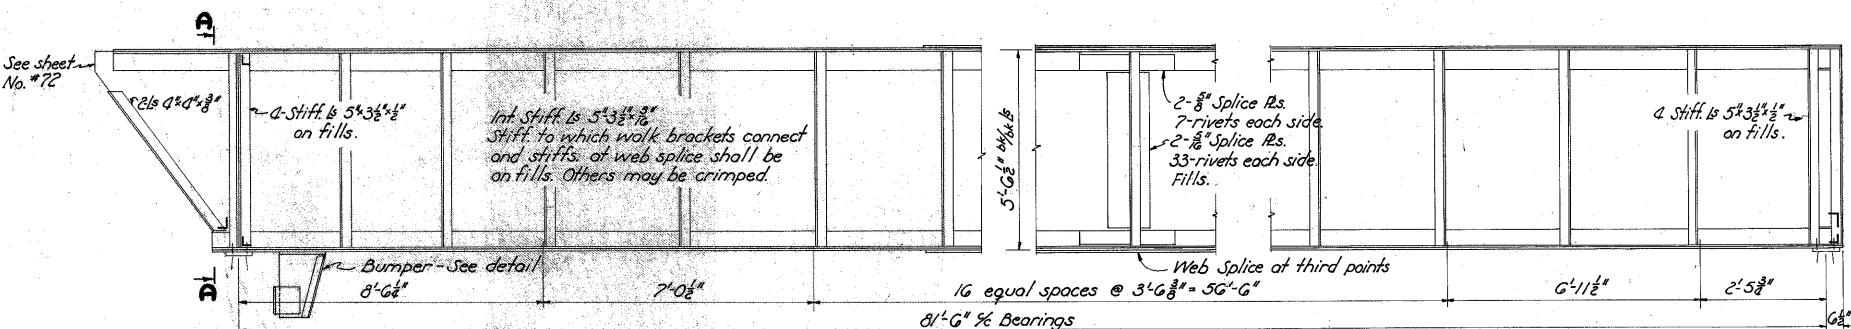 A
See sheet
No. #72
2Ls 4"x4"x3/8"
4-Stiff. Ls 5"x3 1/2"x1/2"
on fills.
Int. Stiff. Ls 5"x3 1/2"x5/16"
Stiff. to which walk brackets connect
and stiffs. at web splice shall be
on fills. Others may be crimped.
5'-6 1/2" bk/bk Ls
2-5/8" Splice Pls.
7-rivets each side.
2-5/16" Splice Pls.
33-rivets each side.
Fills.
4 Stiff. Ls 5"x3 1/2"x1/2"
on fills.
Bumper-See detail
Web Splice at third points
A
8'-6 1/4"
7'-0 1/2"
16 equal spaces @ 3'-6 3/8" = 56'-6"
6'-11 1/2"
2'-5 3/4"
81'-6" c/c Bearings
6 1/2"